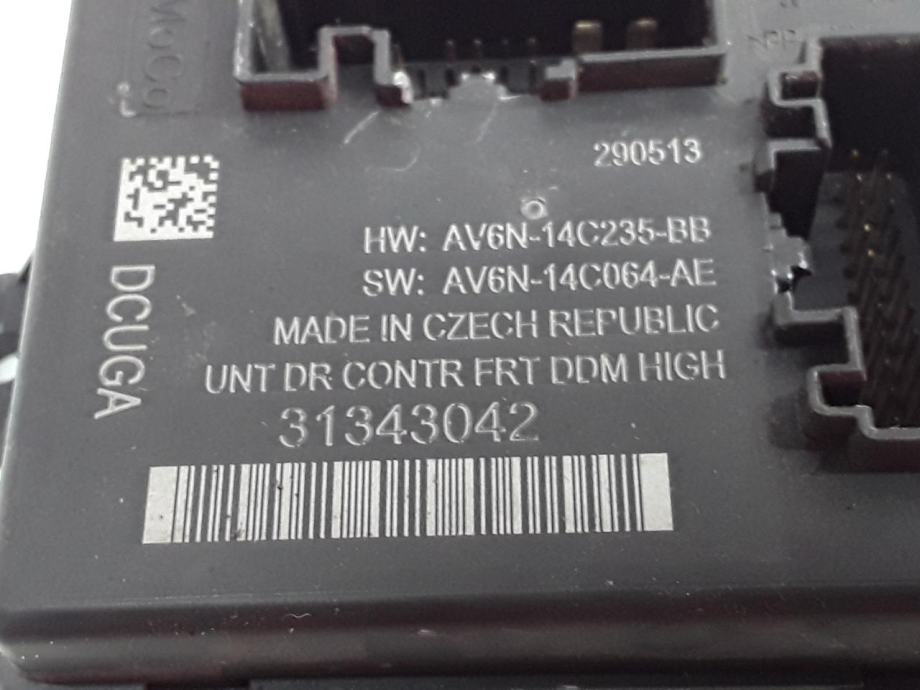 MoCo
290513
HW: AV6N-14C235-BB
SW: AV6N-14C064-AE
MADE IN CZECH REPUBLIC
UNT DR CONTR FRT DDM HIGH
31343042
DCUGA